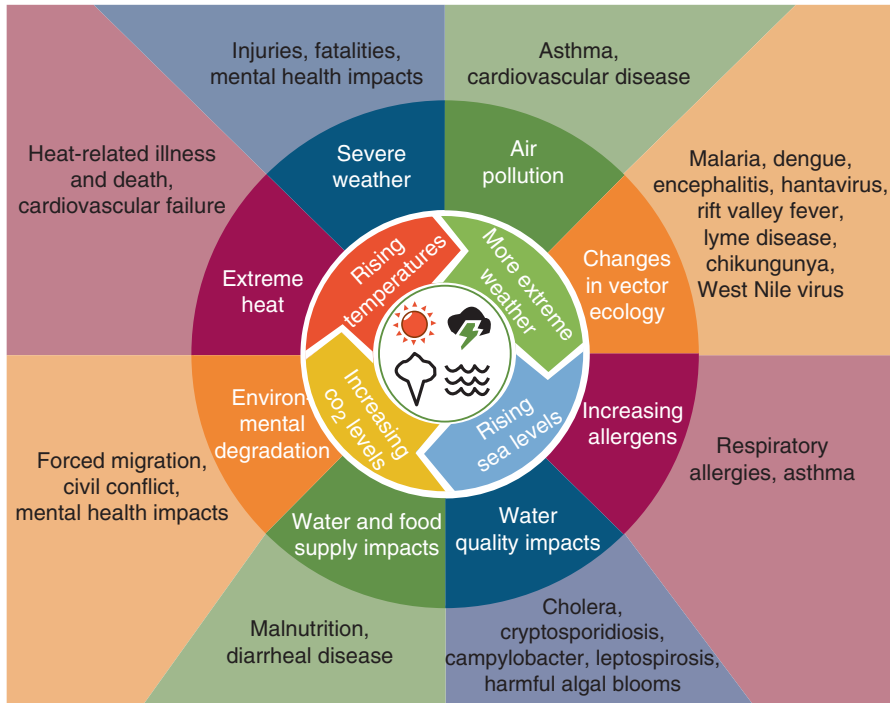 Injuries, fatalities,
mental health impacts
Asthma,
cardiovascular disease
Heat-related illness
and death,
cardiovascular failure
Severe
weather
Air
pollution
Malaria, dengue,
encephalitis, hantavirus,
rift valley fever,
lyme disease,
chikungunya,
West Nile virus
Extreme
heat
Rising
temperatures
More extreme
weather
Changes
in vector
ecology
Environ-
mental
degradation
Increasing
co₂ levels
Rising
sea levels
Increasing
allergens
Forced migration,
civil conflict,
mental health impacts
Water and food
supply impacts
Water
quality impacts
Respiratory
allergies, asthma
Malnutrition,
diarrheal disease
Cholera,
cryptosporidiosis,
campylobacter, leptospirosis,
harmful algal blooms